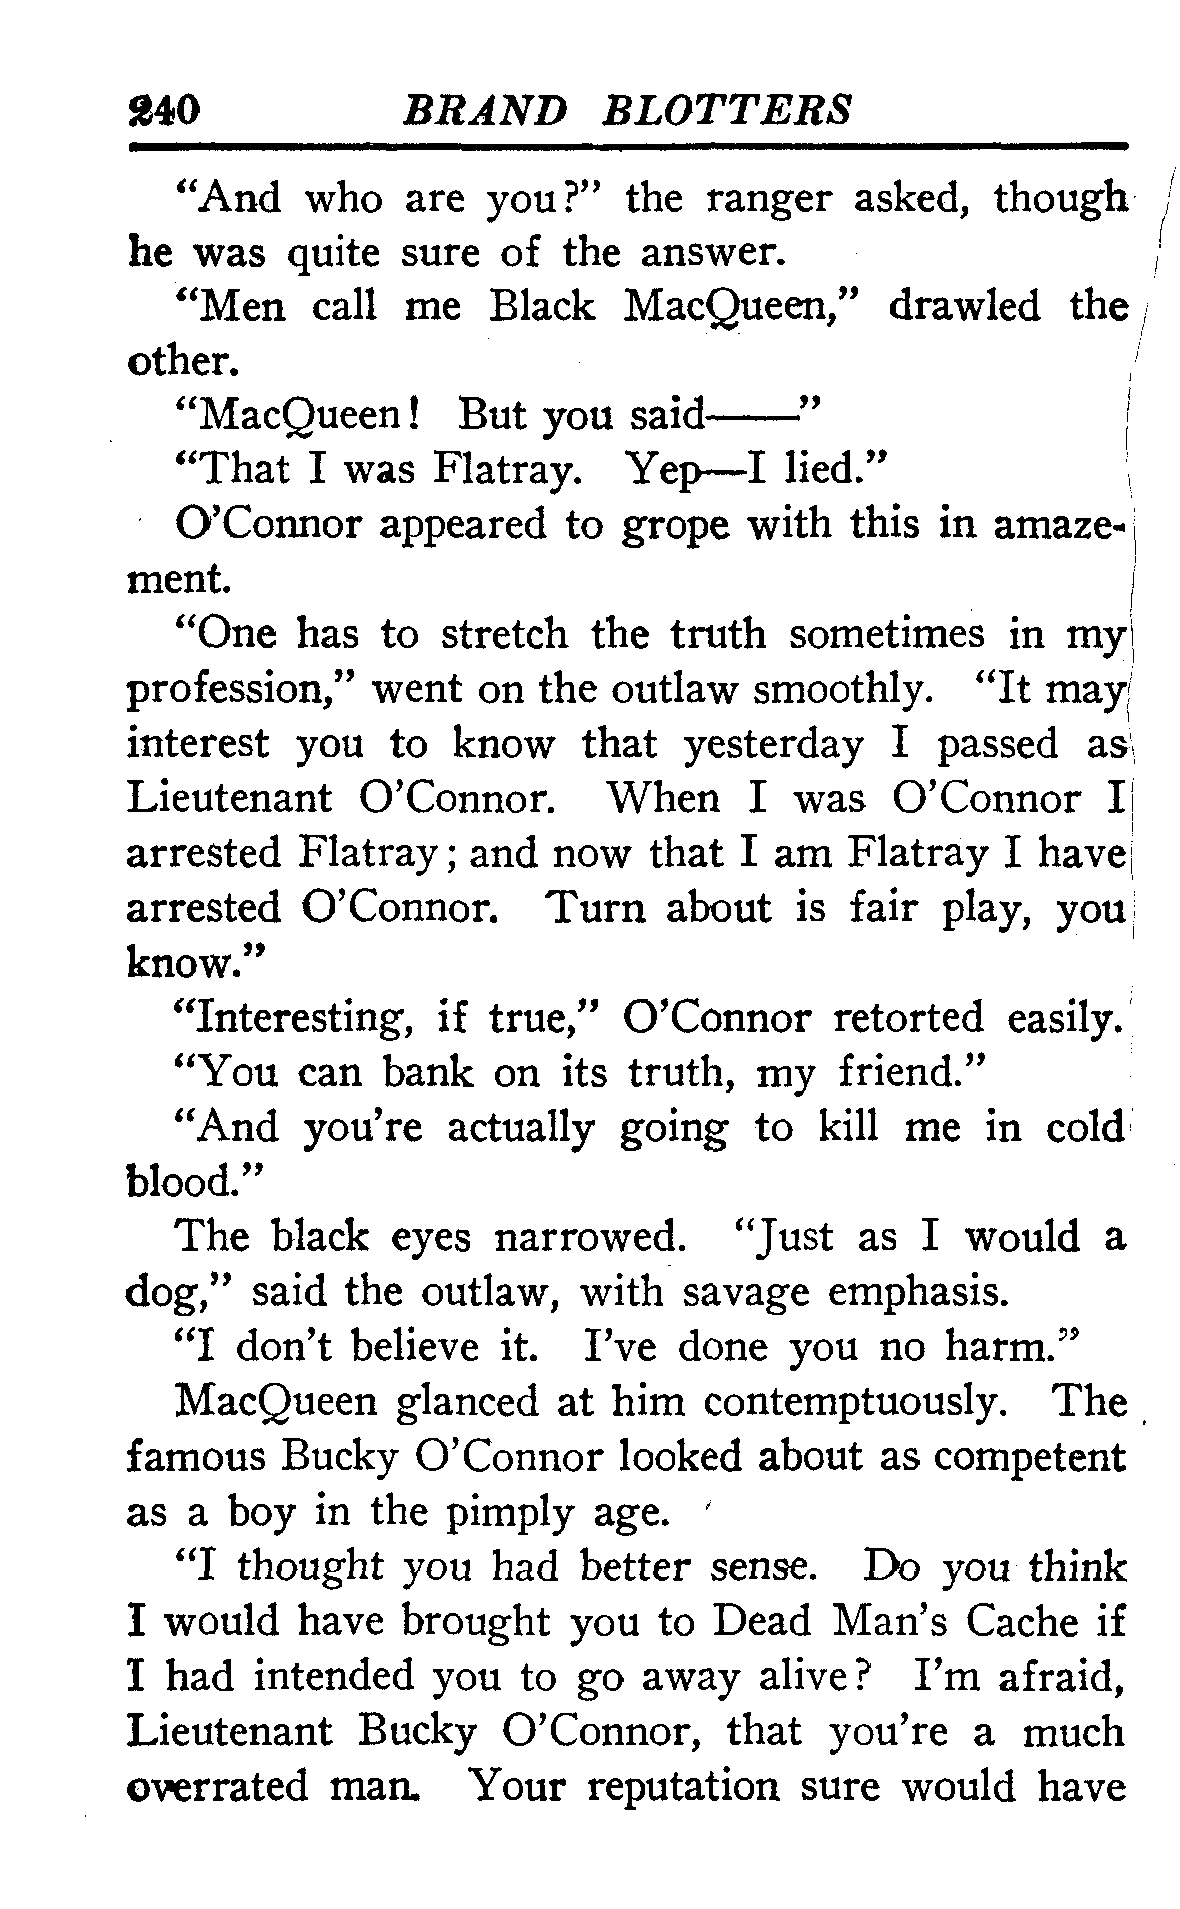 240 BRAND BLOTTERS
"And who are you?" the ranger asked, though
he was quite sure of the answer.
"Men call me Black MacQueen," drawled the
other.
"MacQueen! But you said——"
"That I was Flatray. Yep—I lied."
O'Connor appeared to grope with this in amaze-
ment.
"One has to stretch the truth sometimes in my
profession," went on the outlaw smoothly. "It may
interest you to know that yesterday I passed as
Lieutenant O'Connor. When I was O'Connor I
arrested Flatray; and now that I am Flatray I have
arrested O'Connor. Turn about is fair play, you
know."
"Interesting, if true," O'Connor retorted easily.
"You can bank on its truth, my friend."
"And you're actually going to kill me in cold
blood."
The black eyes narrowed. "Just as I would a
dog," said the outlaw, with savage emphasis.
"I don't believe it. I've done you no harm."
MacQueen glanced at him contemptuously. The
famous Bucky O'Connor looked about as competent
as a boy in the pimply age.
"I thought you had better sense. Do you think
I would have brought you to Dead Man's Cache if
I had intended you to go away alive? I'm afraid,
Lieutenant Bucky O'Connor, that you're a much
overrated man. Your reputation sure would have